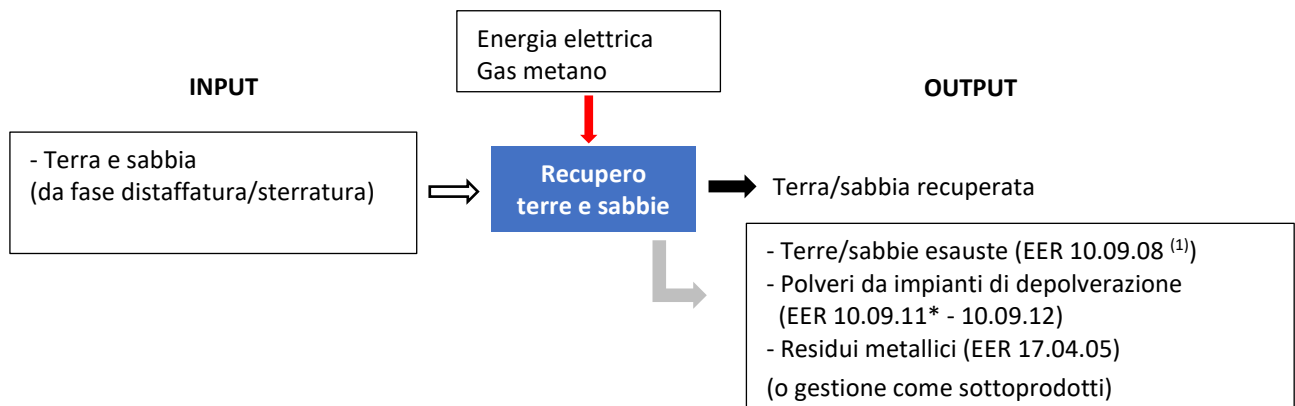 Energia elettrica
Gas metano
INPUT
OUTPUT
- Terra e sabbia
(da fase distaffatura/sterratura)
Recupero
terre e sabbie
Terra/sabbia recuperata
- Terre/sabbie esauste (EER 10.09.08 (1))
- Polveri da impianti di depolverazione
(EER 10.09.11* - 10.09.12)
- Residui metallici (EER 17.04.05)
(o gestione come sottoprodotti)